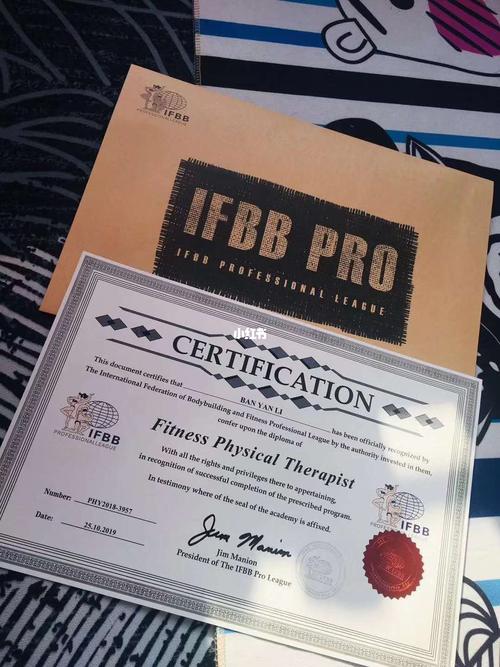 IFBB
PROFESSIONAL LEAGUE
IFBB PRO
IFBB PROFESSIONAL LEAGUE
小红书
CERTIFICATION
This document certifies that BAN YAN LI has been officially recognized by
The International Federation of Bodybuilding and Fitness Professional League by the authority invested in them,
confer upon the diploma of
Fitness Physical Therapist
IFBB
PROFESSIONAL LEAGUE
With all the rights and privileges there to appertaining,
in recognition of successful completion of the prescribed program.
In testimony where of the seal of the academy is affixed.
IFBB
Number: PHY2018-3957
Date: 25.10.2019
Jim Manion
Jim Manion
President of The IFBB Pro League